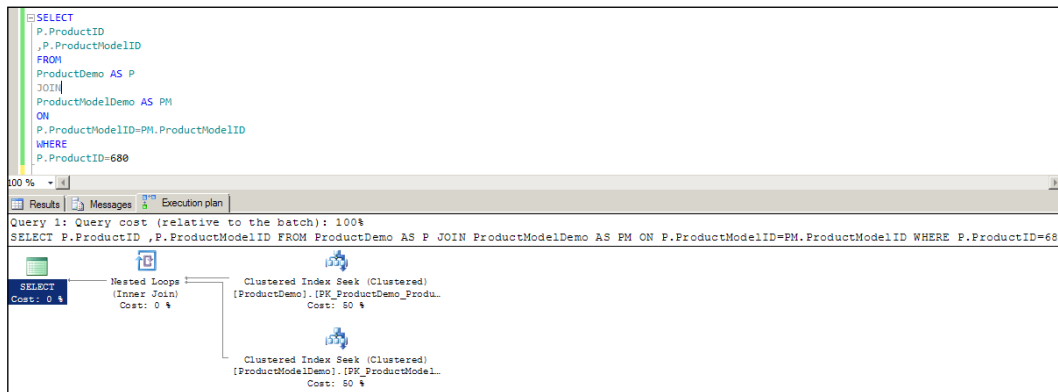 SELECT
P.ProductID
,P.ProductModelID
FROM
ProductDemo AS P
JOIN
ProductModelDemo AS PM
ON
P.ProductModelID=PM.ProductModelID
WHERE
P.ProductID=680
100 %
Results Messages Execution plan
Query 1: Query cost (relative to the batch): 100%
SELECT P.ProductID ,P.ProductModelID FROM ProductDemo AS P JOIN ProductModelDemo AS PM ON P.ProductModelID=PM.ProductModelID WHERE P.ProductID=68
SELECT
Cost: 0 %
Nested Loops
(Inner Join)
Cost: 0 %
Clustered Index Seek (Clustered)
[ProductDemo].[PK_ProductDemo_Produ…
Cost: 50 %
Clustered Index Seek (Clustered)
[ProductModelDemo].[PK_ProductModel…
Cost: 50 %